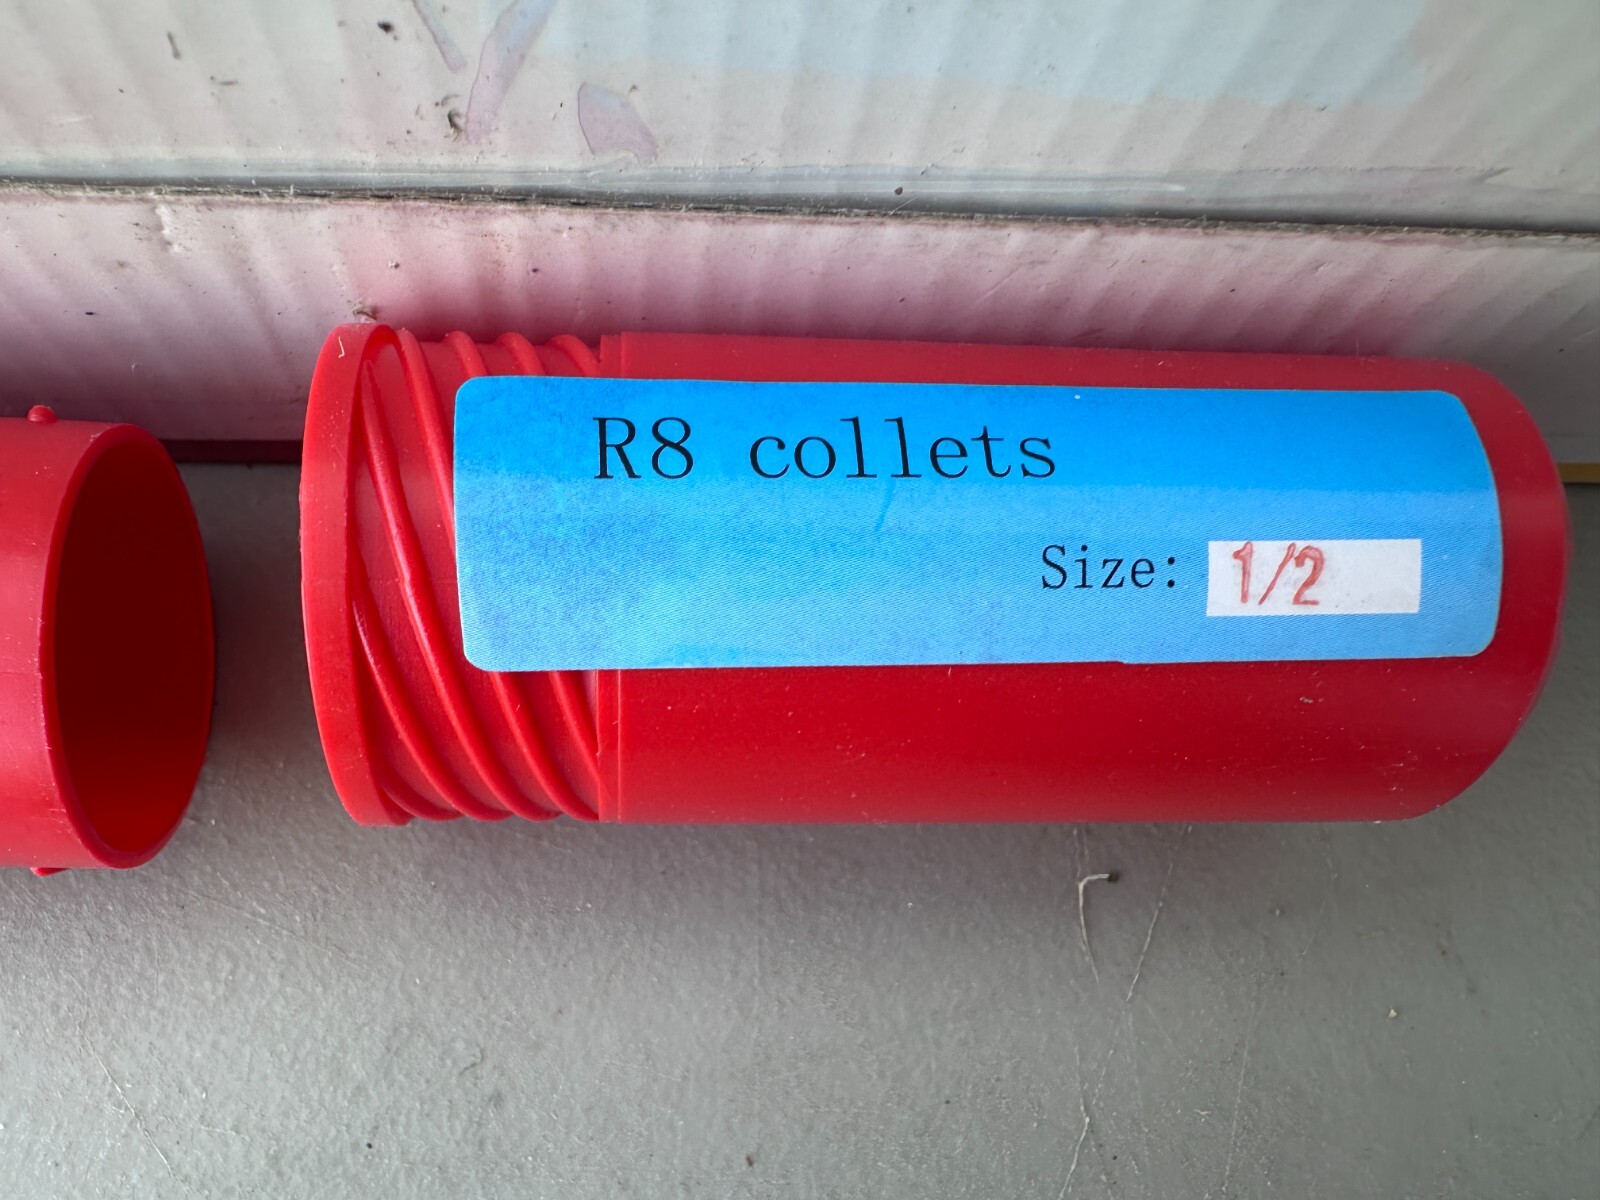 R8 collets
Size: 1/2